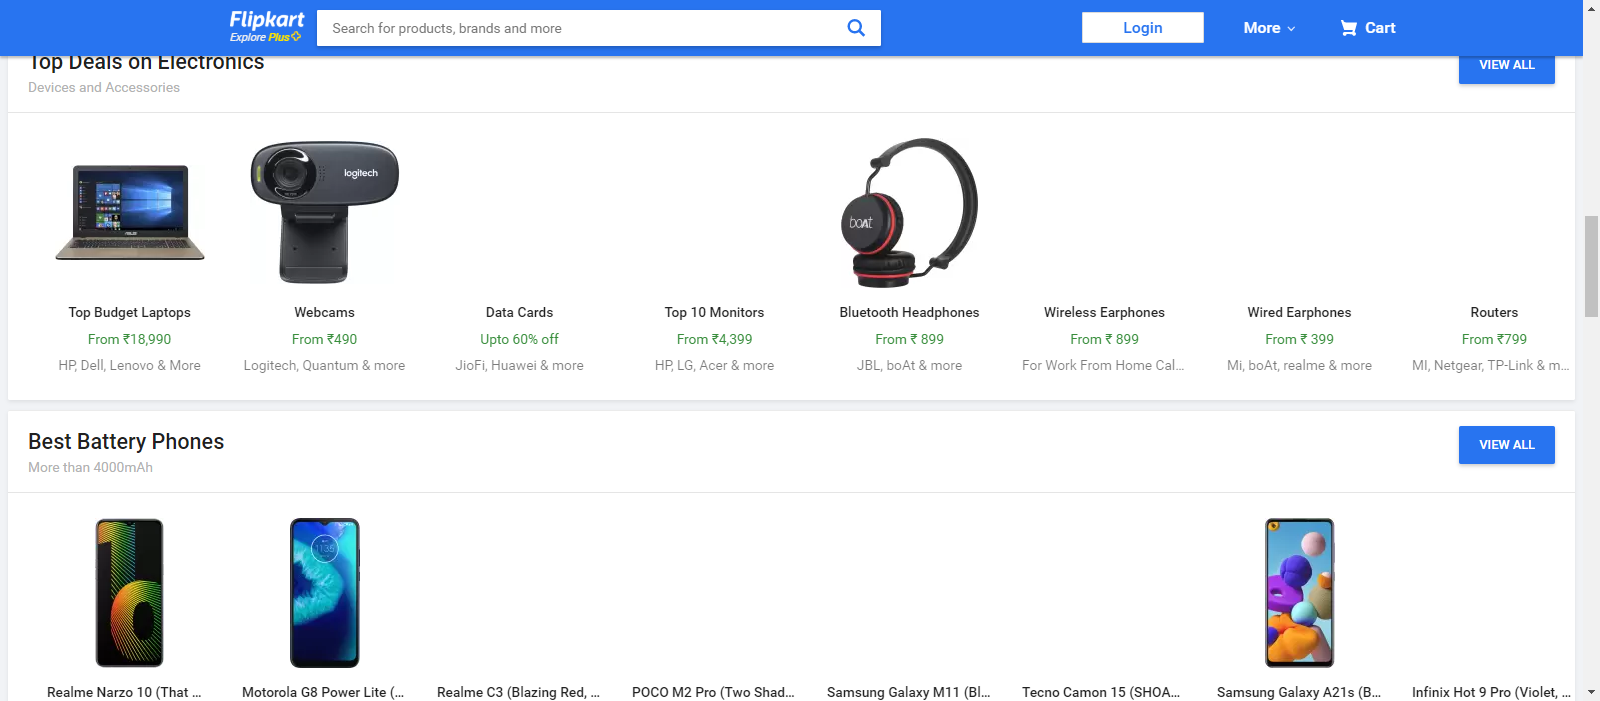 Flipkart
Explore Plus
Search for products, brands and more
Login
More
Cart
Top Deals on Electronics
Devices and Accessories
VIEW ALL
logitech
boAt
ASUS
Top Budget Laptops
From ₹18,990
HP, Dell, Lenovo & More
Webcams
From ₹490
Logitech, Quantum & more
Data Cards
Upto 60% off
JioFi, Huawei & more
Top 10 Monitors
From ₹4,399
HP, LG, Acer & more
Bluetooth Headphones
From ₹ 899
JBL, boAt & more
Wireless Earphones
From ₹ 899
For Work From Home Cal...
Wired Earphones
From ₹ 399
Mi, boAt, realme & more
Routers
From ₹799
MI, Netgear, TP-Link & m...
Best Battery Phones
More than 4000mAh
VIEW ALL
11:35
Realme Narzo 10 (That ...
Motorola G8 Power Lite (...
Realme C3 (Blazing Red, ...
POCO M2 Pro (Two Shad...
Samsung Galaxy M11 (Bl...
Tecno Camon 15 (SHOA...
Samsung Galaxy A21s (B...
Infinix Hot 9 Pro (Violet, ...